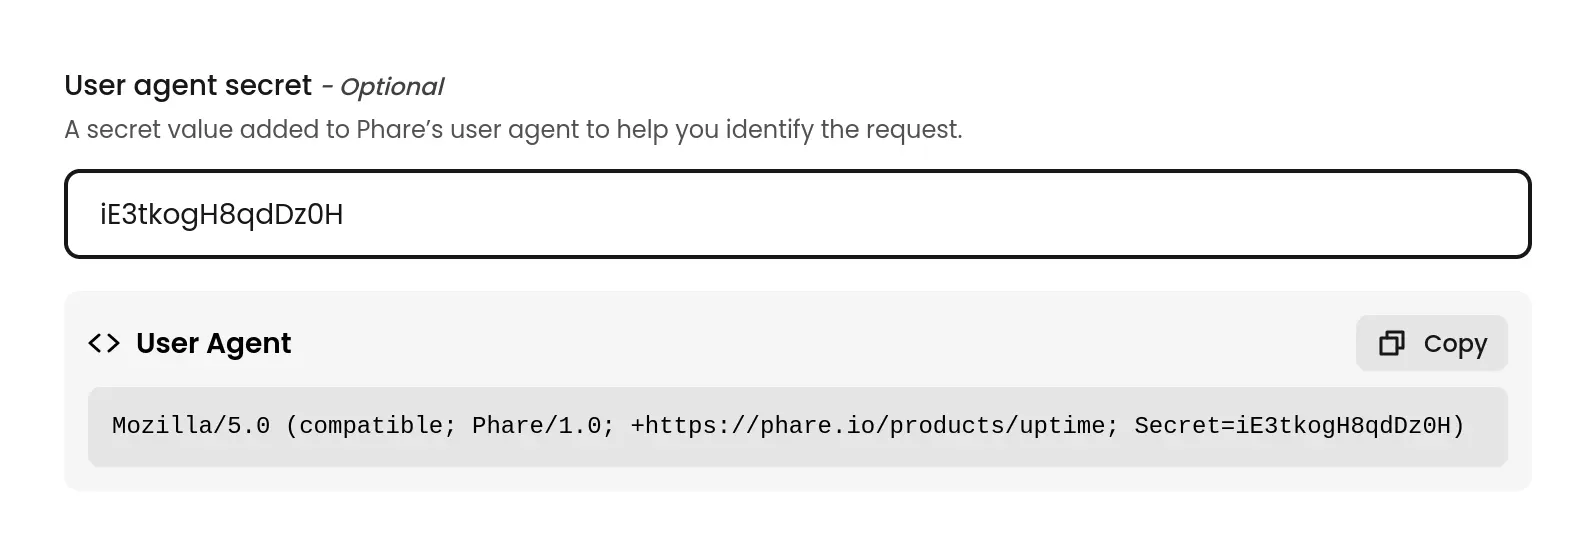 User agent secret - Optional
A secret value added to Phare’s user agent to help you identify the request.
iE3tkogH8qdDz0H
User Agent
Copy
Mozilla/5.0 (compatible; Phare/1.0; +https://phare.io/products/uptime; Secret=iE3tkogH8qdDz0H)